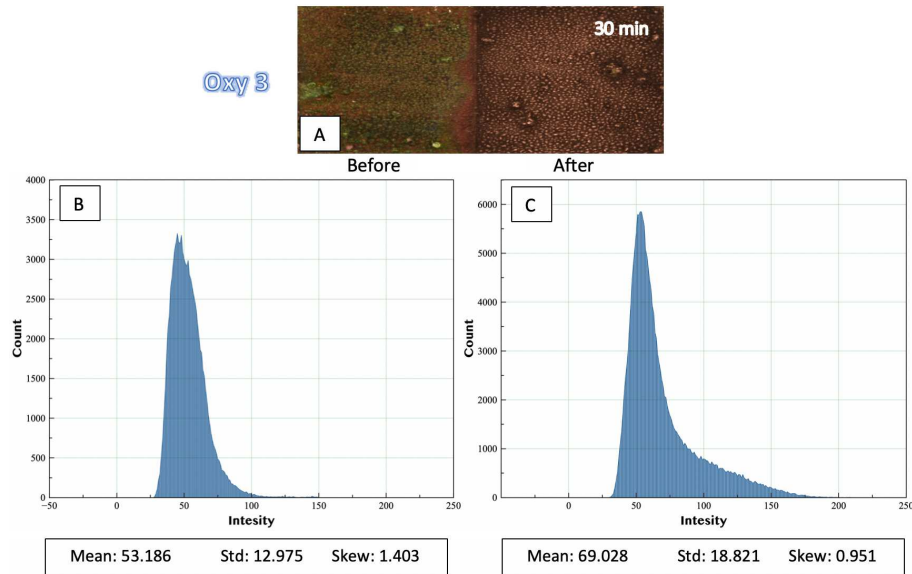 30 min
Oxy 3
A
Before After
B
4000
3500
3000
2500
2000
1500
1000
500
0
−50 0 50 100 150 200 250
Count
Intesity
C
6000
5000
4000
3000
2000
1000
0
0 50 100 150 200 250
Count
Intesity
Mean: 53.186 Std: 12.975 Skew: 1.403
Mean: 69.028 Std: 18.821 Skew: 0.951